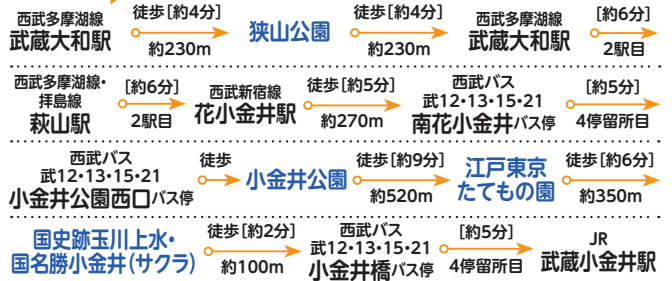 西武多摩湖線
武蔵大和駅
徒歩[約4分]
約230m
狭山公園
徒歩[約4分]
約230m
西武多摩湖線
武蔵大和駅
[約6分]
2駅目
西武多摩湖線・
拝島線
萩山駅
[約6分]
2駅目
西武新宿線
花小金井駅
徒歩[約5分]
約270m
西武バス
武12・13・15・21
南花小金井バス停
[約5分]
4停留所目
西武バス
武12・13・15・21
小金井公園西口バス停
徒歩
小金井公園
徒歩[約9分]
約520m
江戸東京
たてもの園
徒歩[約6分]
約350m
国史跡玉川上水・
国名勝小金井(サクラ)
徒歩[約2分]
約100m
西武バス
武12・13・15・21
小金井橋バス停
[約5分]
4停留所目
JR
武蔵小金井駅